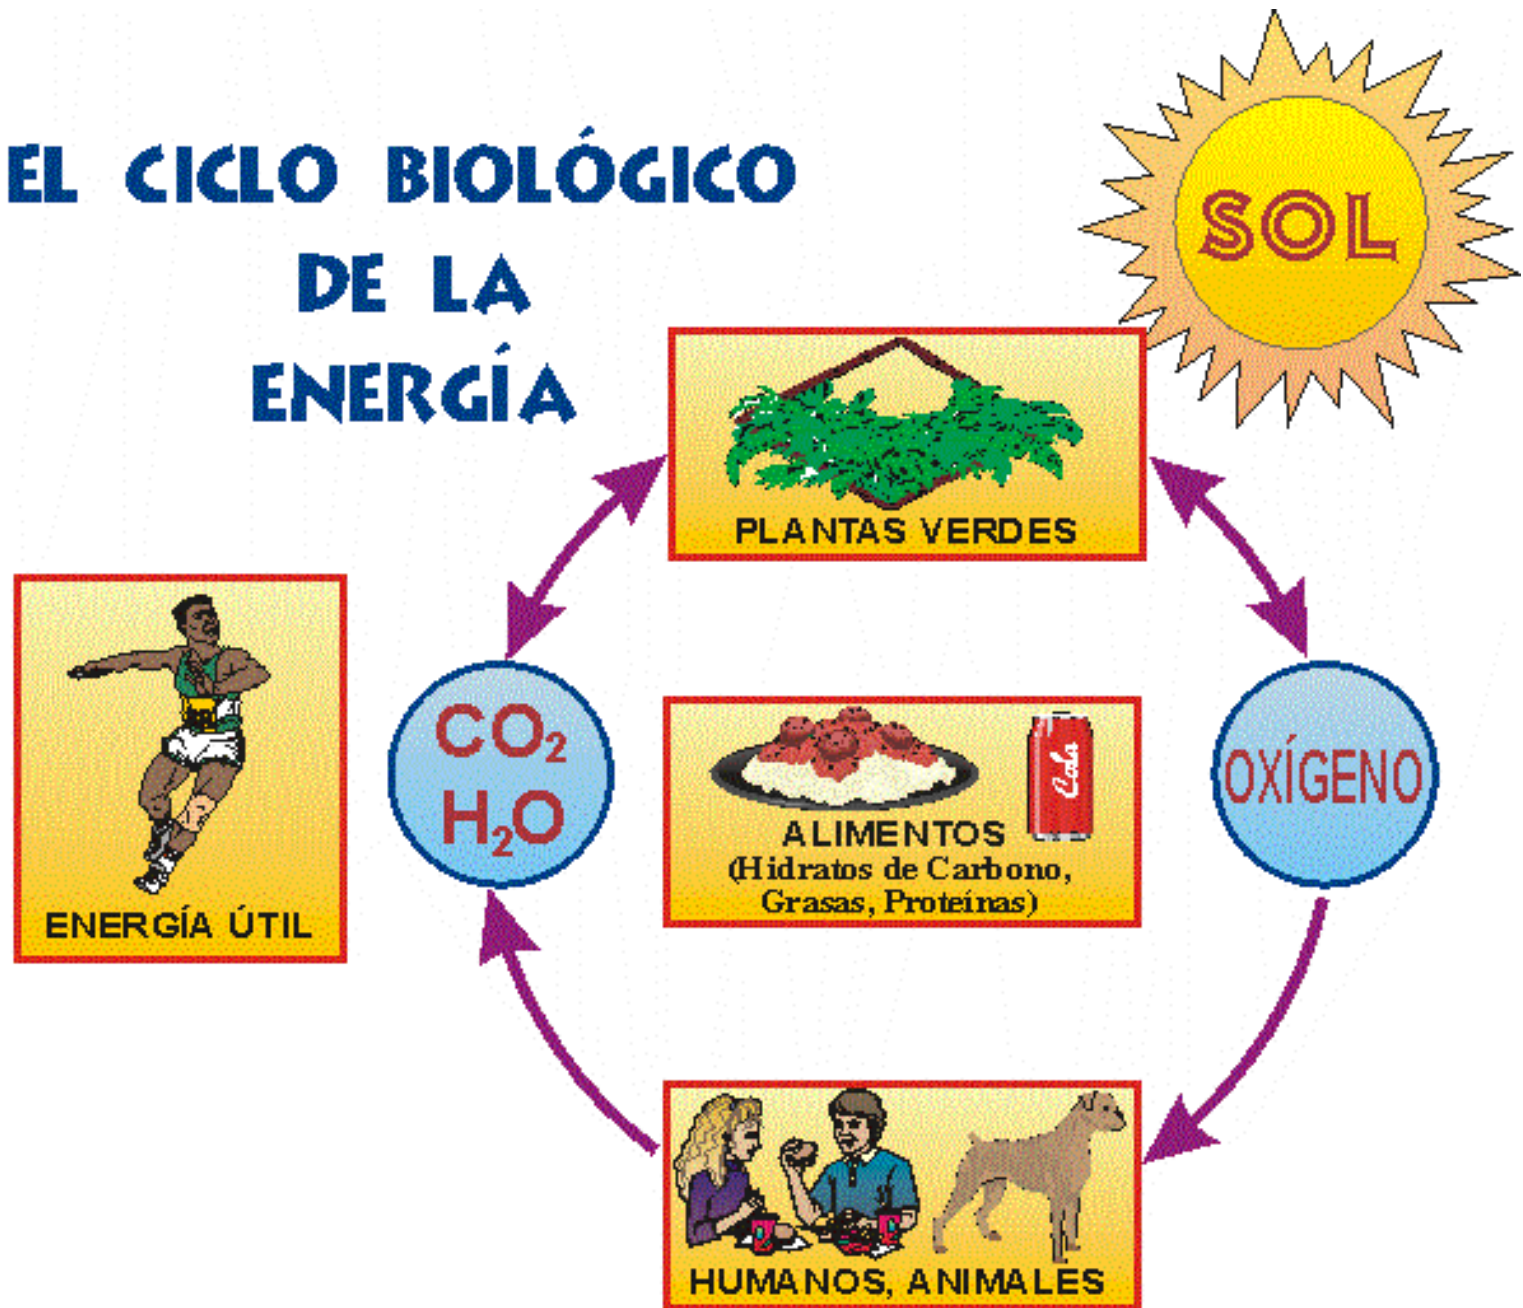 EL CICLO BIOLÓGICO
DE LA
ENERGÍA
SOL
PLANTAS VERDES
CO₂
H₂O
OXÍGENO
Cola
ALIMENTOS
(Hidratos de Carbono,
Grasas, Proteínas)
ENERGÍA ÚTIL
HUMANOS, ANIMALES